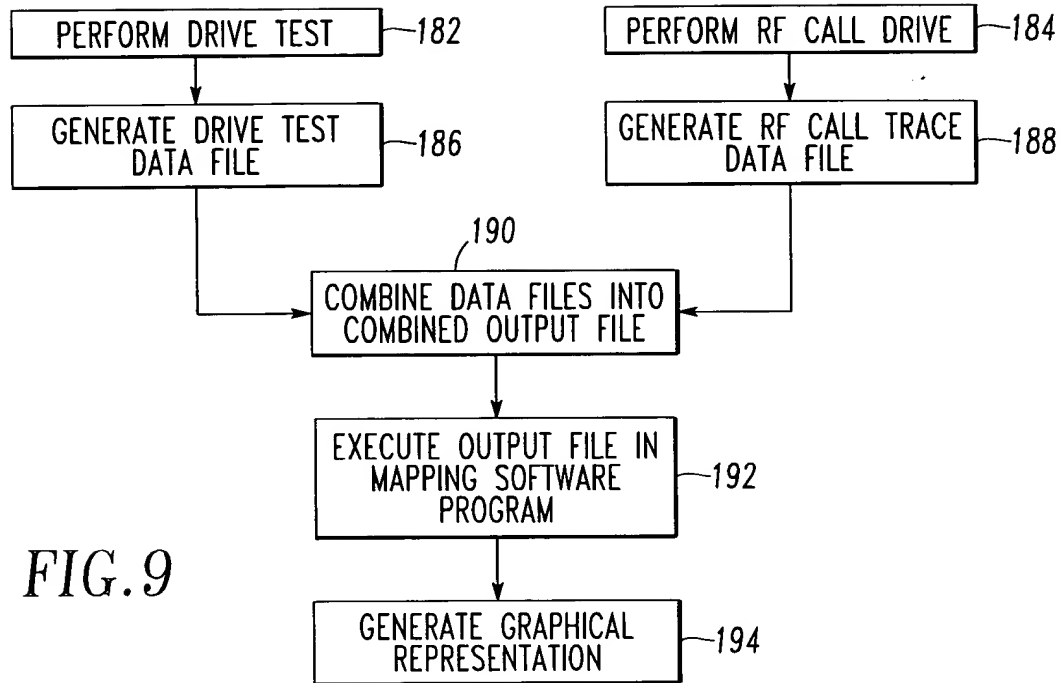 PERFORM DRIVE TEST
182
PERFORM RF CALL DRIVE
184
GENERATE DRIVE TEST
DATA FILE
186
GENERATE RF CALL TRACE
DATA FILE
188
190
COMBINE DATA FILES INTO
COMBINED OUTPUT FILE
EXECUTE OUTPUT FILE IN
MAPPING SOFTWARE
PROGRAM
192
FIG.9
GENERATE GRAPHICAL
REPRESENTATION
194